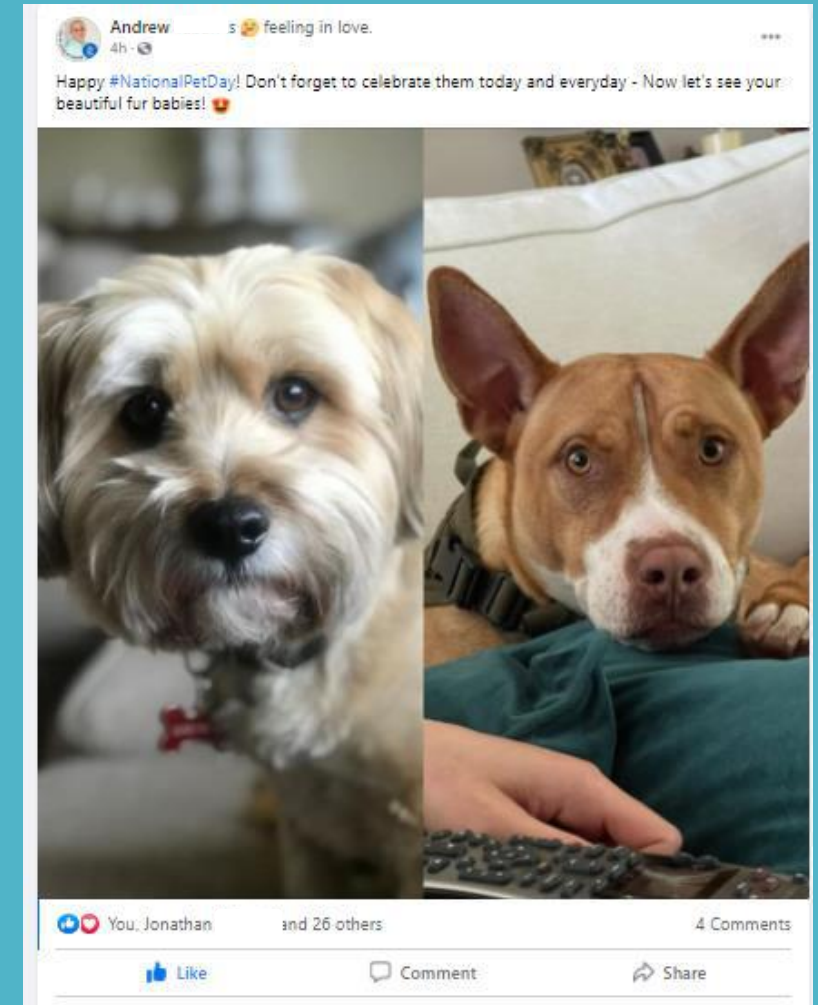 Andrew s feeling in love.
4h ·
Happy #NationalPetDay! Don't forget to celebrate them today and everyday - Now let's see your
beautiful fur babies!
You, Jonathan and 26 others 4 Comments
Like Comment Share